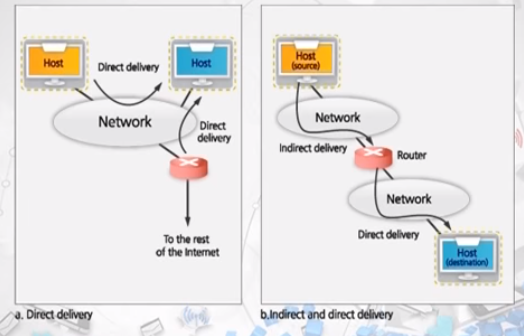 Host
Direct delivery
Host
Network
Direct
delivery
To the rest
of the Internet
a. Direct delivery
Host
(source)
Network
Indirect delivery
Router
Network
Direct delivery
Host
(destination)
b.Indirect and direct delivery